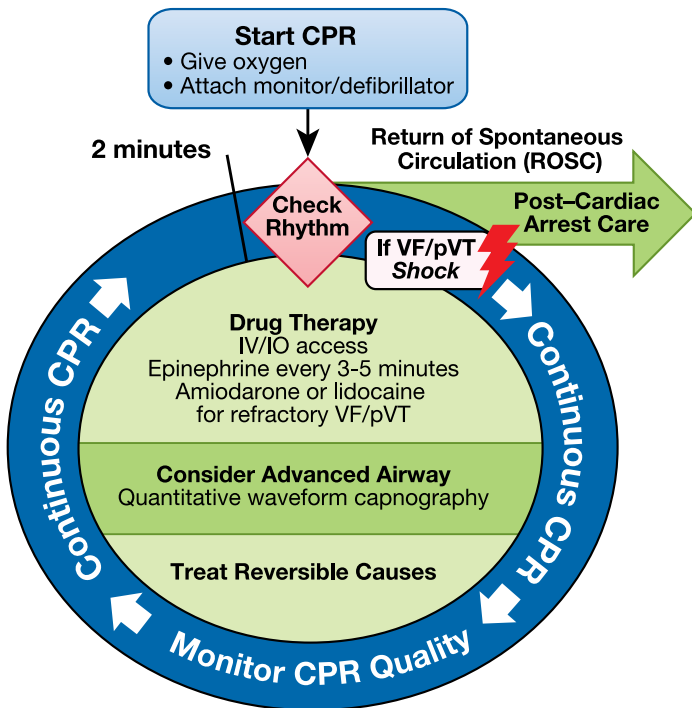 Start CPR
• Give oxygen
• Attach monitor/defibrillator
2 minutes
Return of Spontaneous
Circulation (ROSC)
Check
Rhythm
Post–Cardiac
Arrest Care
If VF/pVT
Shock
Drug Therapy
IV/IO access
Epinephrine every 3-5 minutes
Amiodarone or lidocaine
for refractory VF/pVT
Consider Advanced Airway
Quantitative waveform capnography
Treat Reversible Causes
Continuous CPR
Monitor CPR Quality
Continuous CPR